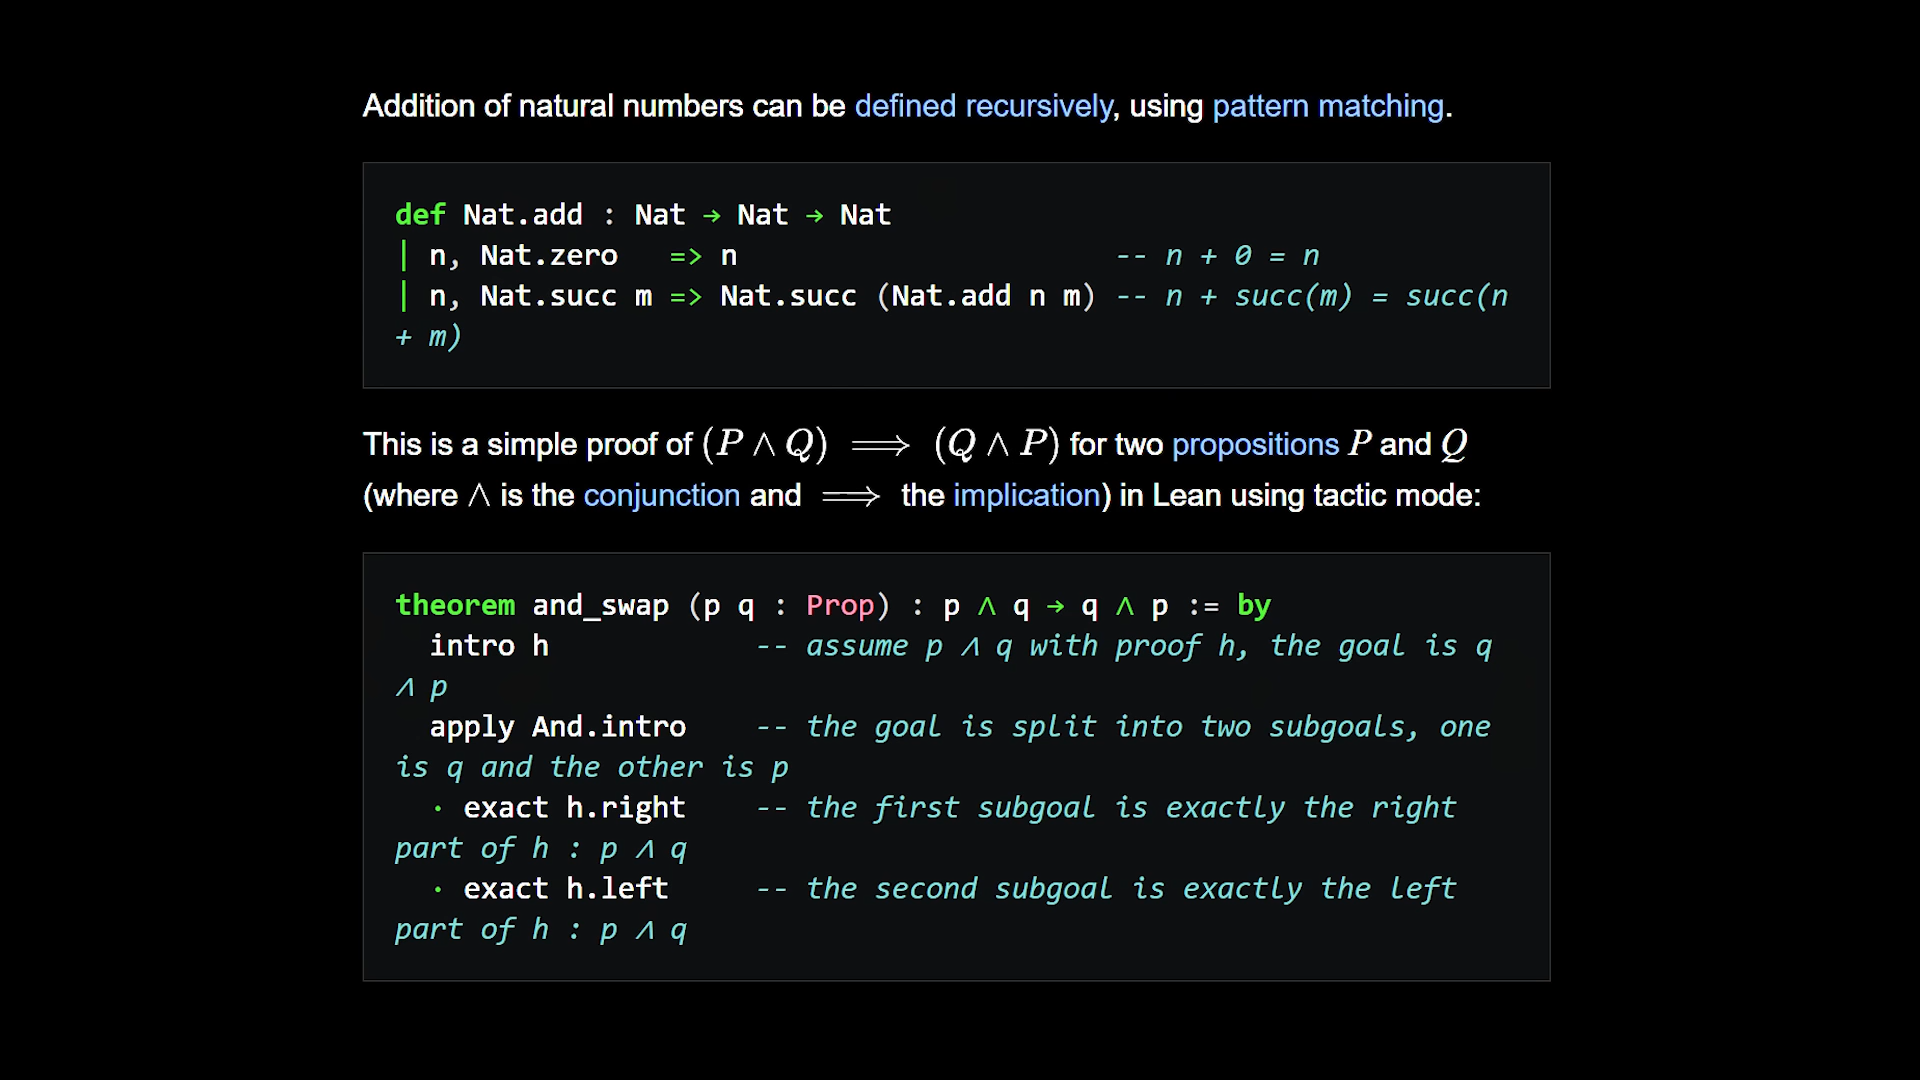 Addition of natural numbers can be defined recursively, using pattern matching.
def Nat.add : Nat → Nat → Nat
| n, Nat.zero   => n                      -- n + 0 = n
| n, Nat.succ m => Nat.succ (Nat.add n m) -- n + succ(m) = succ(n
+ m)
This is a simple proof of (P ∧ Q) ⟹ (Q ∧ P) for two propositions P and Q
(where ∧ is the conjunction and ⟹ the implication) in Lean using tactic mode:
theorem and_swap (p q : Prop) : p ∧ q → q ∧ p := by
  intro h            -- assume p ∧ q with proof h, the goal is q
∧ p
  apply And.intro    -- the goal is split into two subgoals, one
is q and the other is p
  · exact h.right    -- the first subgoal is exactly the right
part of h : p ∧ q
  · exact h.left     -- the second subgoal is exactly the left
part of h : p ∧ q